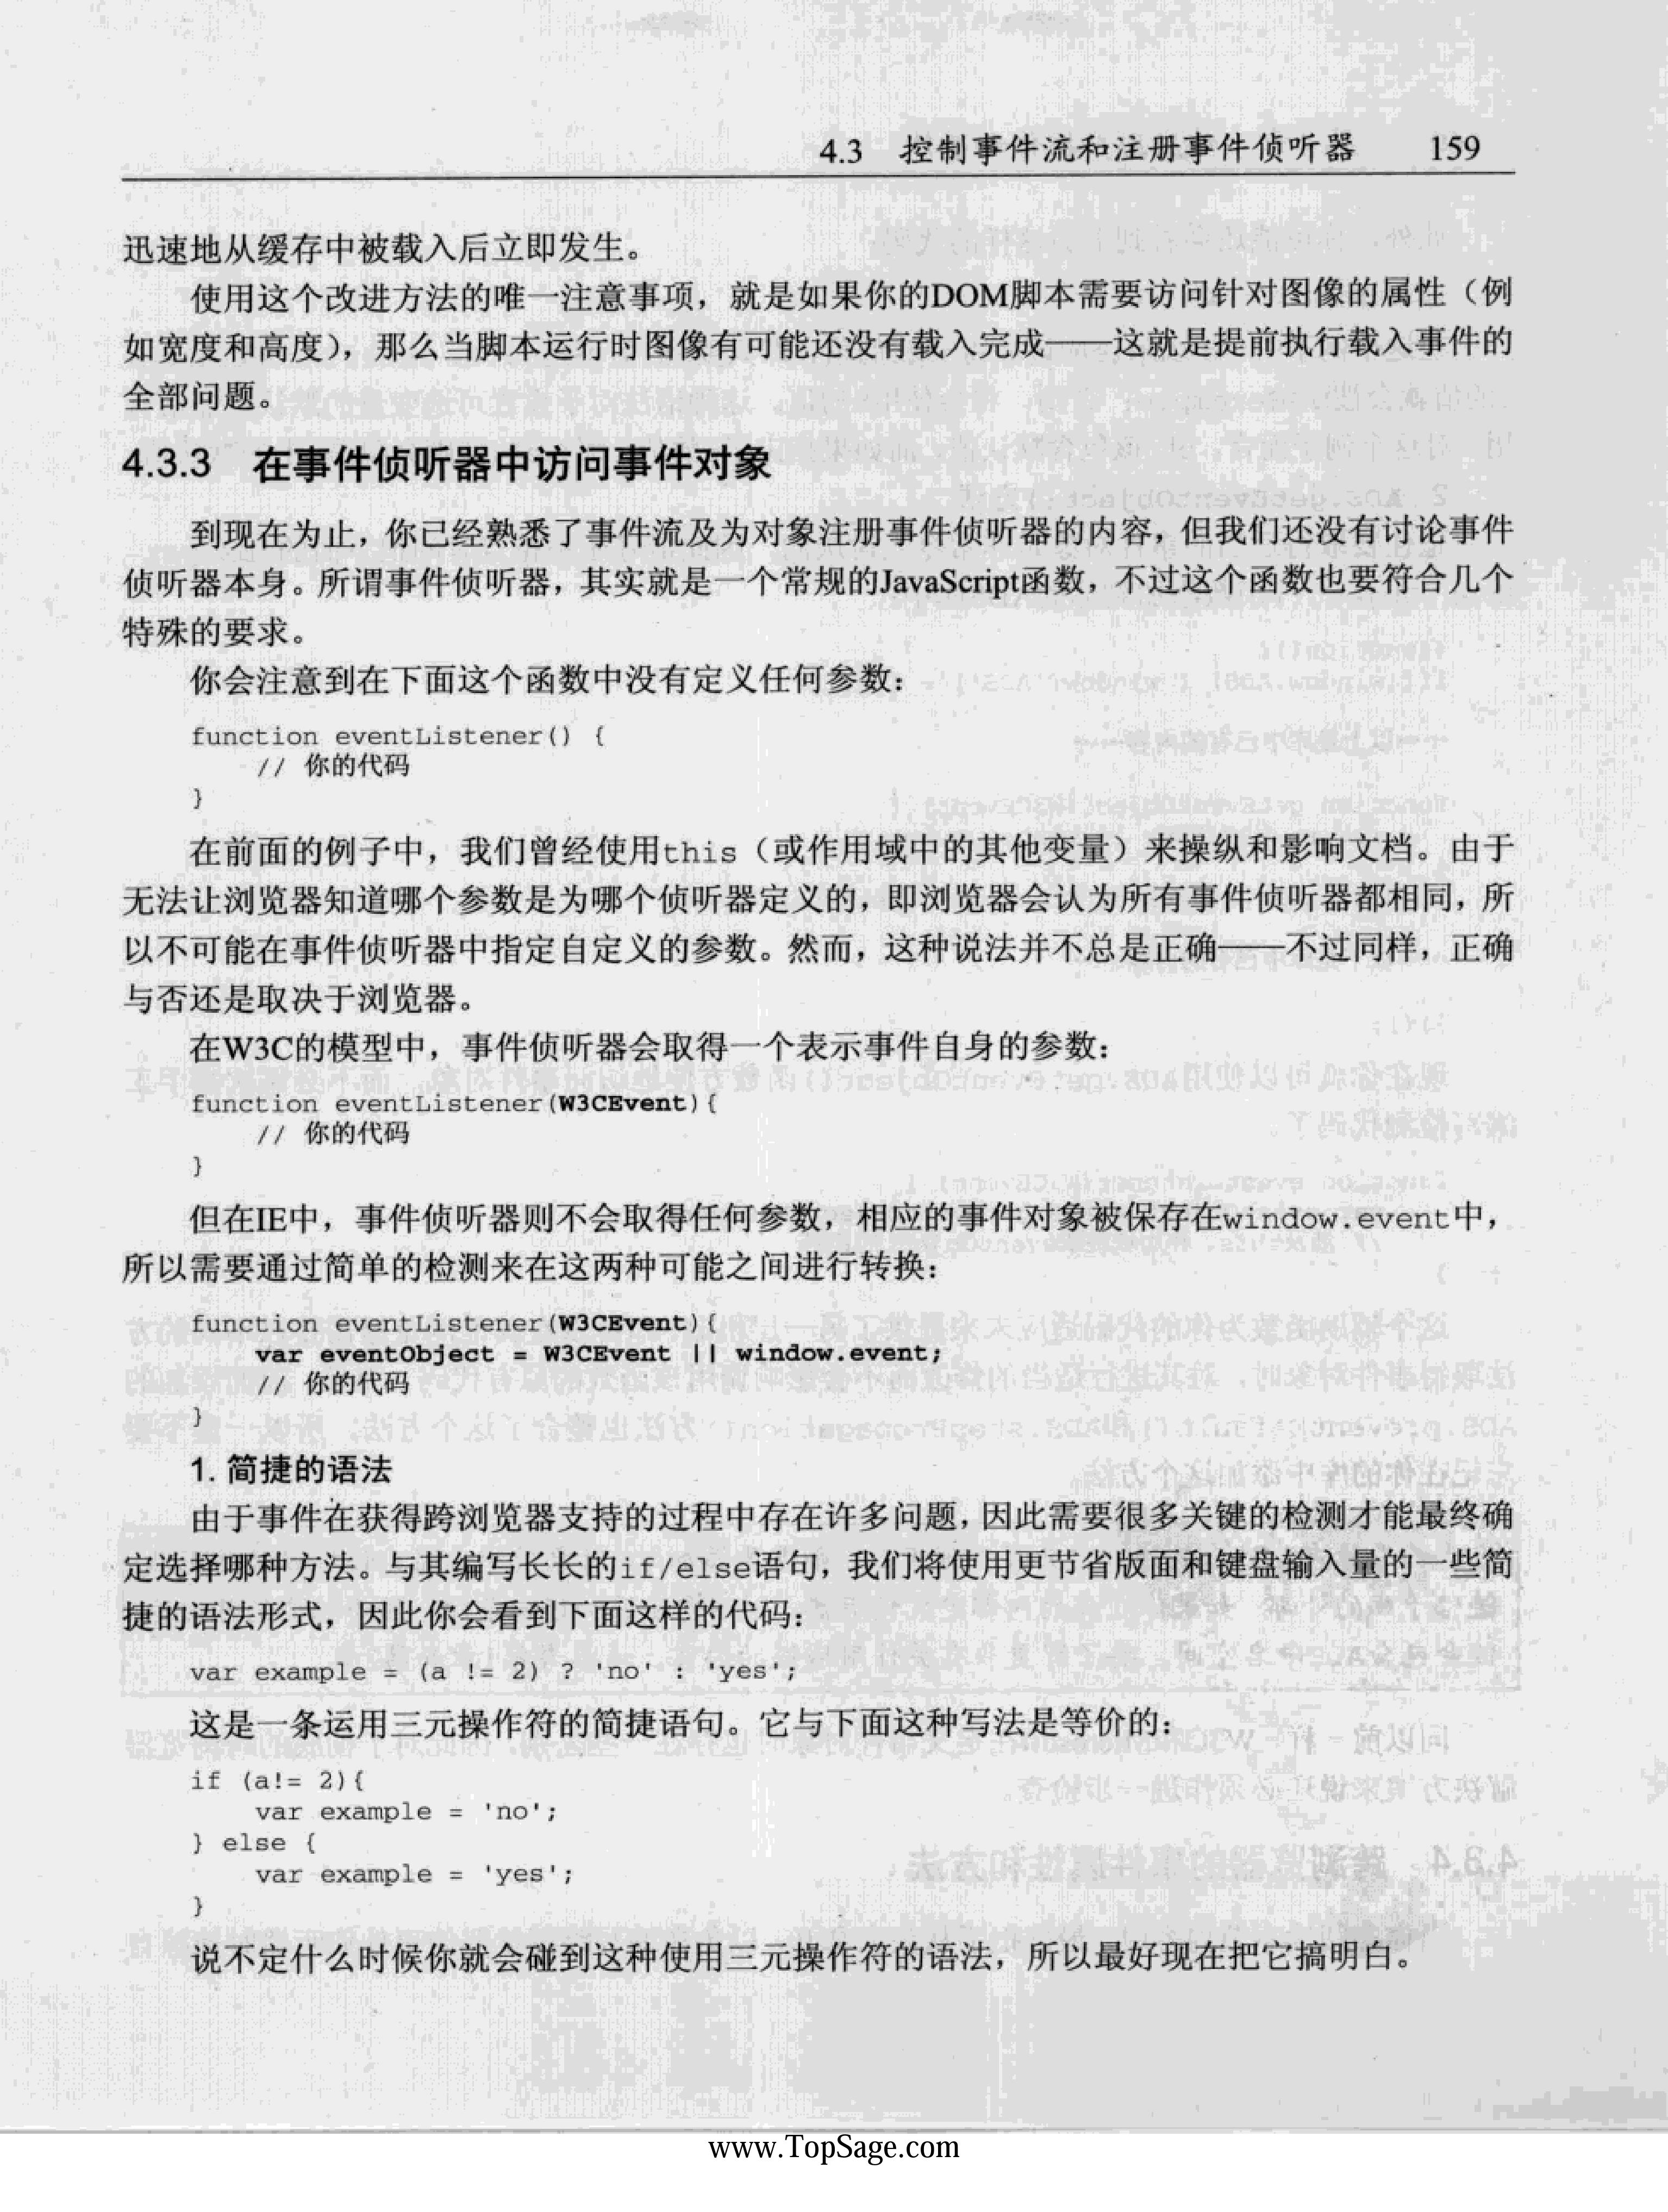 4.3 控制事件流和注册事件侦听器 159
迅速地从缓存中被载入后立即发生。
使用这个改进方法的唯一注意事项，就是如果你的DOM脚本需要访问针对图像的属性（例
如宽度和高度），那么当脚本运行时图像有可能还没有载入完成——这就是提前执行载入事件的
全部问题。
4.3.3 在事件侦听器中访问事件对象
到现在为止，你已经熟悉了事件流及为对象注册事件侦听器的内容，但我们还没有讨论事件
侦听器本身。所谓事件侦听器，其实就是一个常规的JavaScript函数，不过这个函数也要符合几个
特殊的要求。
你会注意到在下面这个函数中没有定义任何参数：
function eventListener() {
// 你的代码
}
在前面的例子中，我们曾经使用this（或作用域中的其他变量）来操纵和影响文档。由于
无法让浏览器知道哪个参数是为哪个侦听器定义的，即浏览器会认为所有事件侦听器都相同，所
以不可能在事件侦听器中指定自定义的参数。然而，这种说法并不总是正确——不过同样，正确
与否还是取决于浏览器。
在W3C的模型中，事件侦听器会取得一个表示事件自身的参数：
function eventListener(W3CEvent){
// 你的代码
}
但在IE中，事件侦听器则不会取得任何参数，相应的事件对象被保存在window.event中，
所以需要通过简单的检测来在这两种可能之间进行转换：
function eventListener(W3CEvent){
var eventObject = W3CEvent || window.event;
// 你的代码
}
1. 简捷的语法
由于事件在获得跨浏览器支持的过程中存在许多问题，因此需要很多关键的检测才能最终确
定选择哪种方法。与其编写长长的if/else语句，我们将使用更节省版面和键盘输入量的一些简
捷的语法形式，因此你会看到下面这样的代码：
var example = (a != 2) ? 'no' : 'yes';
这是一条运用三元操作符的简捷语句。它与下面这种写法是等价的：
if (a!= 2){
var example = 'no';
} else {
var example = 'yes';
}
说不定什么时候你就会碰到这种使用三元操作符的语法，所以最好现在把它搞明白。
www.TopSage.com